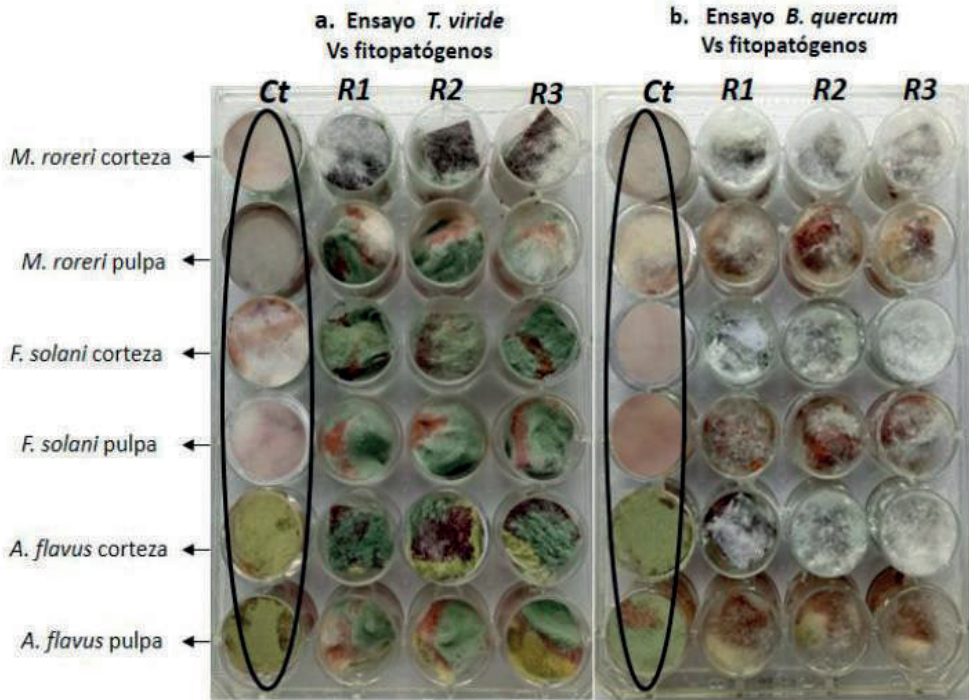 a. Ensayo T. viride
Vs fitopatógenos
b. Ensayo B. quercum
Vs fitopatógenos
Ct R1 R2 R3
Ct R1 R2 R3
M. roreri corteza
M. roreri pulpa
F. solani corteza
F. solani pulpa
A. flavus corteza
A. flavus pulpa